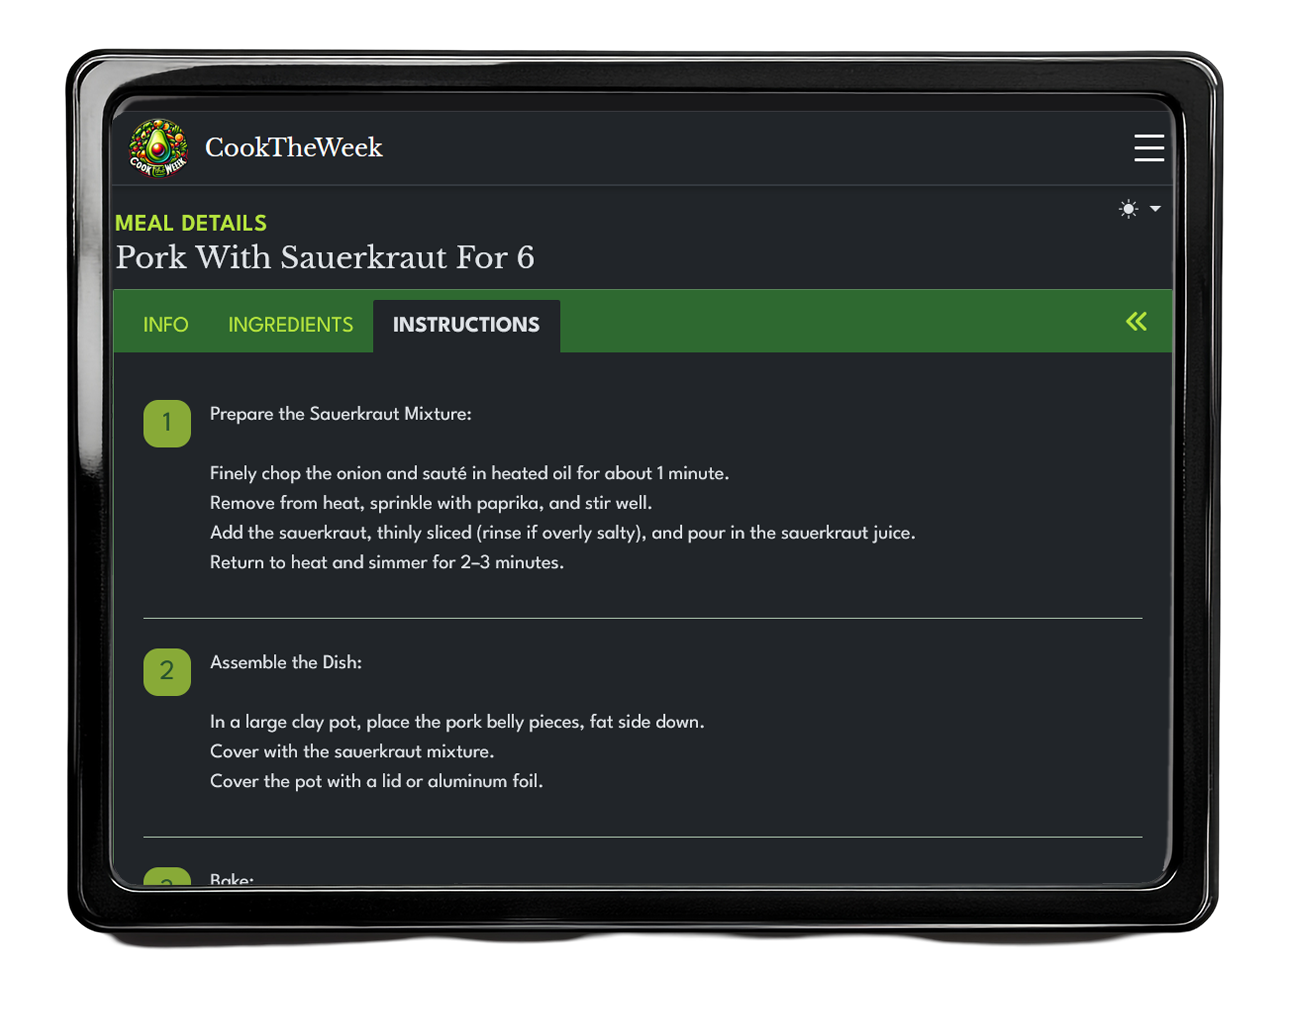 COOK THE WEEK
CookTheWeek
MEAL DETAILS
Pork With Sauerkraut For 6
INFO
INGREDIENTS
INSTRUCTIONS
1
Prepare the Sauerkraut Mixture:
Finely chop the onion and sauté in heated oil for about 1 minute.
Remove from heat, sprinkle with paprika, and stir well.
Add the sauerkraut, thinly sliced (rinse if overly salty), and pour in the sauerkraut juice.
Return to heat and simmer for 2–3 minutes.
2
Assemble the Dish:
In a large clay pot, place the pork belly pieces, fat side down.
Cover with the sauerkraut mixture.
Cover the pot with a lid or aluminum foil.
3
Bake: